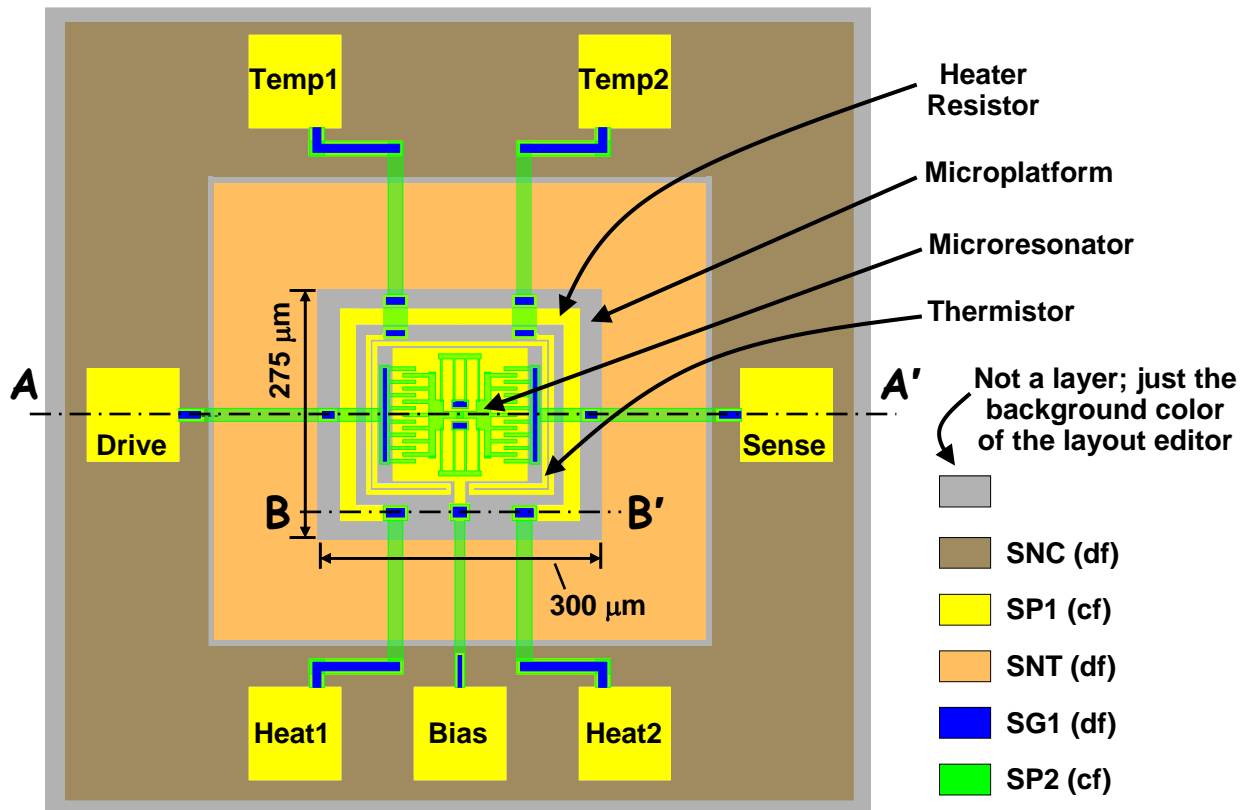 Temp1
Temp2
Heater
Resistor
Microplatform
Microresonator
Thermistor
275 μm
A
A′
Drive
Sense
Not a layer; just the
background color
of the layout editor
B
B′
300 μm
SNC (df)
SP1 (cf)
SNT (df)
SG1 (df)
SP2 (cf)
Heat1
Bias
Heat2